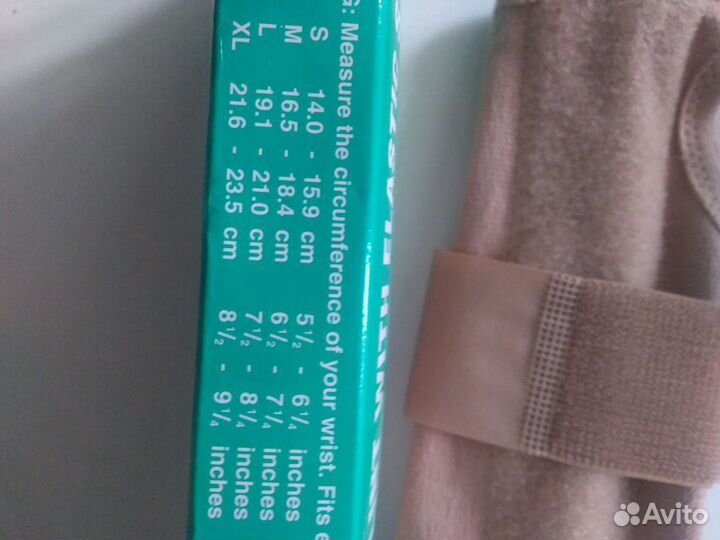 G: Measure the circumference of your wrist. Fits e
S 14.0 - 15.9 cm 5 1/2 - 6 1/4 inches
M 16.5 - 18.4 cm 6 1/2 - 7 1/4 inches
L 19.1 - 21.0 cm 7 1/2 - 8 1/4 inches
XL 21.6 - 23.5 cm 8 1/2 - 9 1/4 inches
WITH ELASTIC
Avito